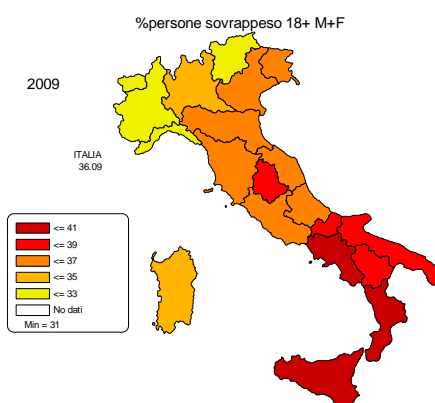 %persone sovrappeso 18+ M+F
2009
ITALIA
36.09
<= 41
<= 39
<= 37
<= 35
<= 33
No dati
Min = 31